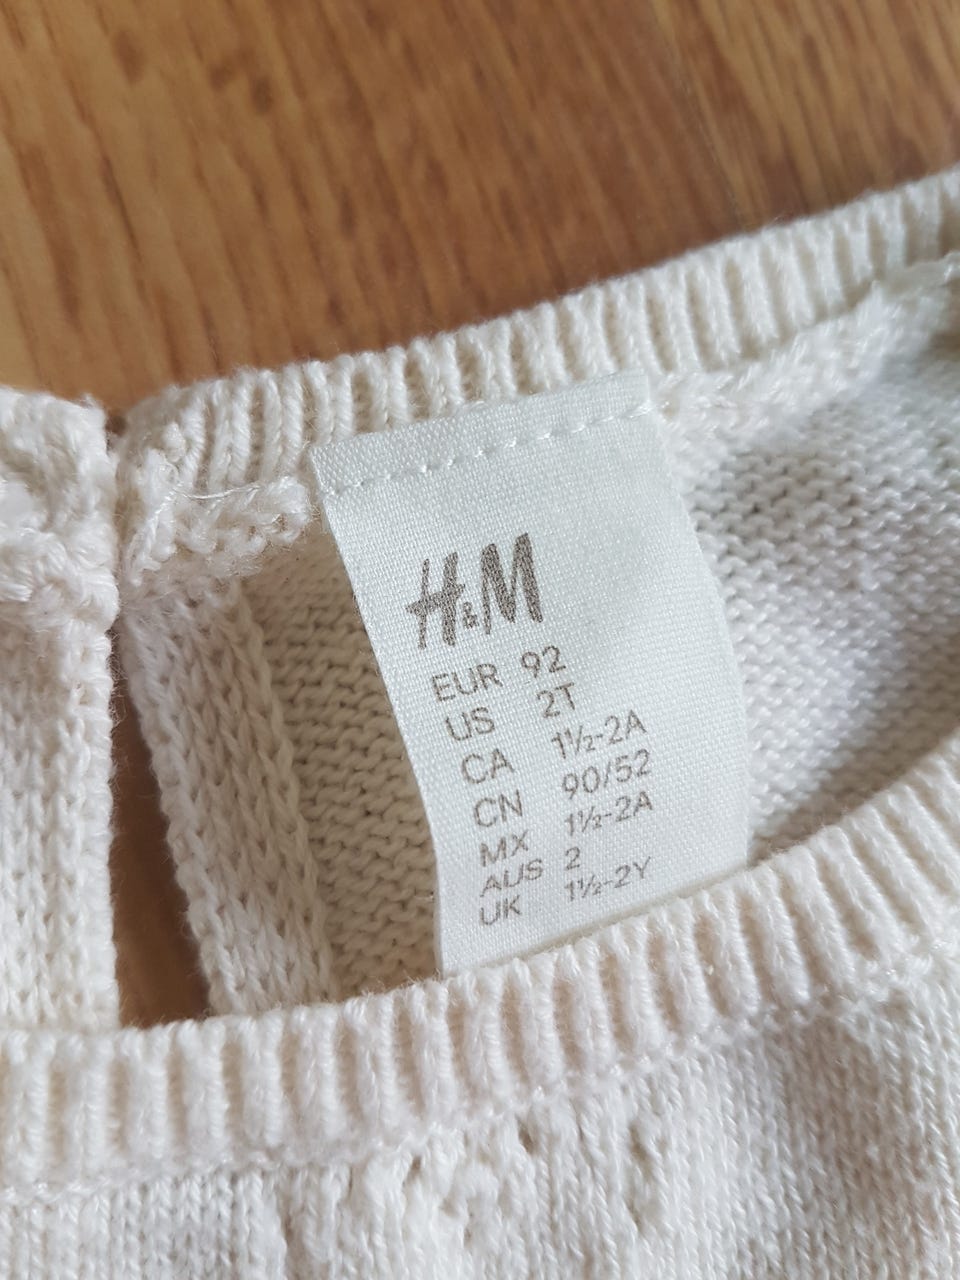 H&M
EUR 92
US 2T
CA 1½-2A
CN 90/52
MX 1½-2A
AUS 2
UK 1½-2Y